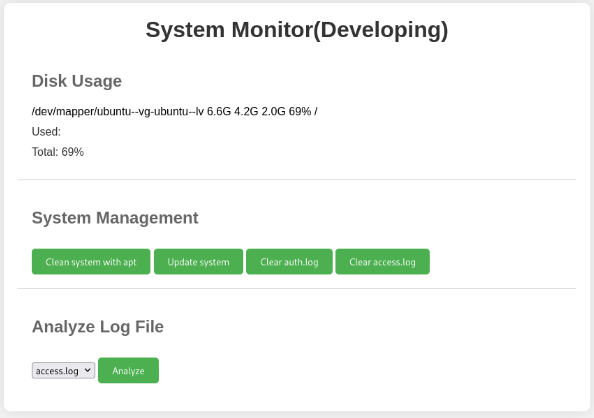 System Monitor(Developing)
Disk Usage
/dev/mapper/ubuntu--vg-ubuntu--lv 6.6G 4.2G 2.0G 69% /
Used:
Total: 69%
System Management
Clean system with apt Update system Clear auth.log Clear access.log
Analyze Log File
access.log Analyze